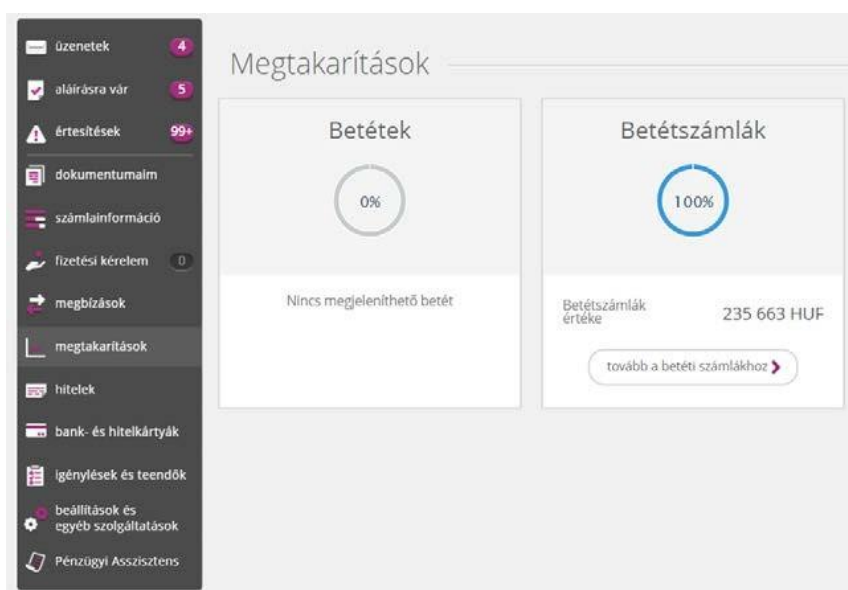 üzenetek 4
aláírásra vár 5
értesítések 99+
dokumentumaim
számlainformáció
fizetési kérelem 0
megbízások
megtakarítások
hitelek
bank- és hitelkártyák
igénylések és teendők
beállítások és
egyéb szolgáltatások
Pénzügyi Asszisztens
Megtakarítások
Betétek
0%
Nincs megjeleníthető betét
Betétszámlák
100%
Betétszámlák
értéke
235 663 HUF
tovább a betéti számlákhoz